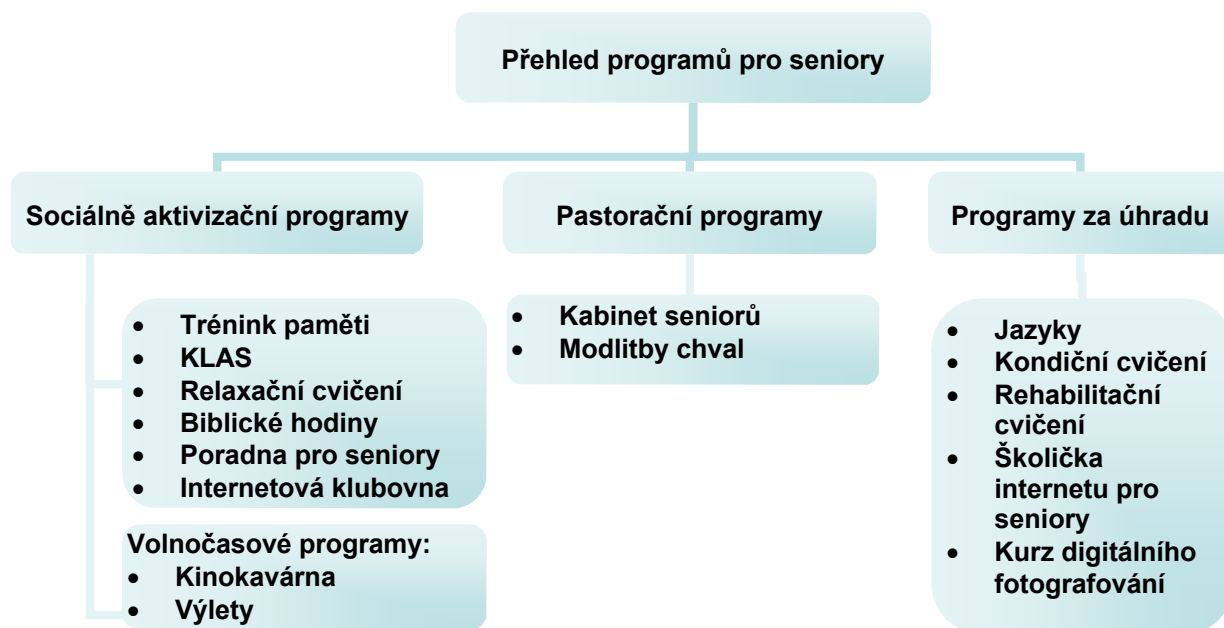 Přehled programů pro seniory
Sociálně aktivizační programy
• Trénink paměti
• KLAS
• Relaxační cvičení
• Biblické hodiny
• Poradna pro seniory
• Internetová klubovna
Volnočasové programy:
• Kinokavárna
• Výlety
Pastorační programy
• Kabinet seniorů
• Modlitby chval
Programy za úhradu
• Jazyky
• Kondiční cvičení
• Rehabilitační
cvičení
• Školička
internetu pro
seniory
• Kurz digitálního
fotografování